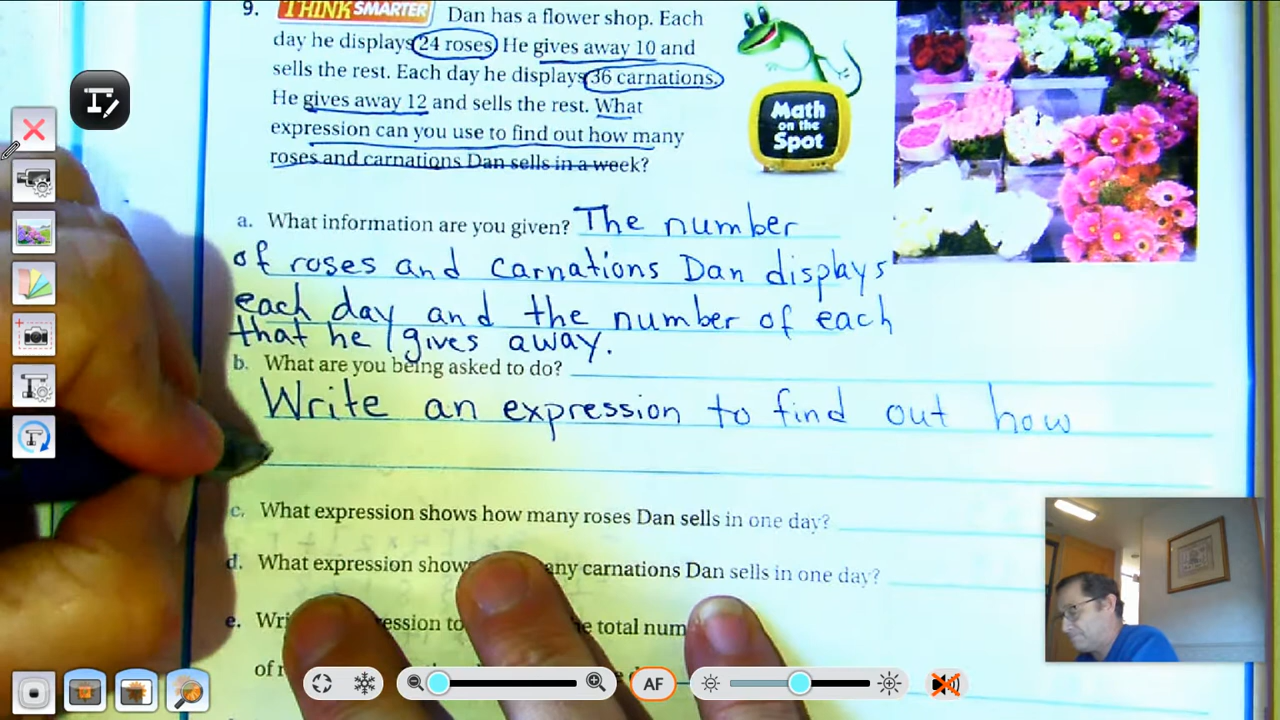 9. THINK SMARTER Dan has a flower shop. Each
day he displays 24 roses. He gives away 10 and
sells the rest. Each day he displays 36 carnations.
He gives away 12 and sells the rest. What
expression can you use to find out how many
roses and carnations Dan sells in a week?
Math
on the
Spot
a. What information are you given? The number
of roses and carnations Dan displays
each day and the number of each
that he gives away.
b. What are you being asked to do?
Write an expression to find out how
c. What expression shows how many roses Dan sells in one day?
d. What expression shows any carnations Dan sells in one day?
e. ession to total num
of
AF